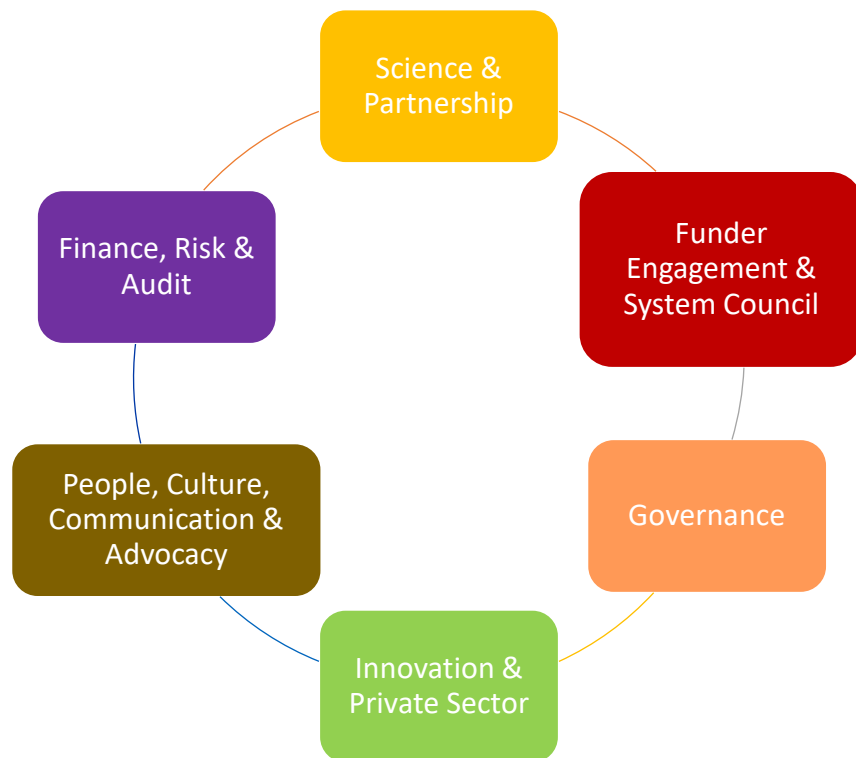 Science &
Partnership
Funder
Engagement &
System Council
Governance
Innovation &
Private Sector
People, Culture,
Communication &
Advocacy
Finance, Risk &
Audit